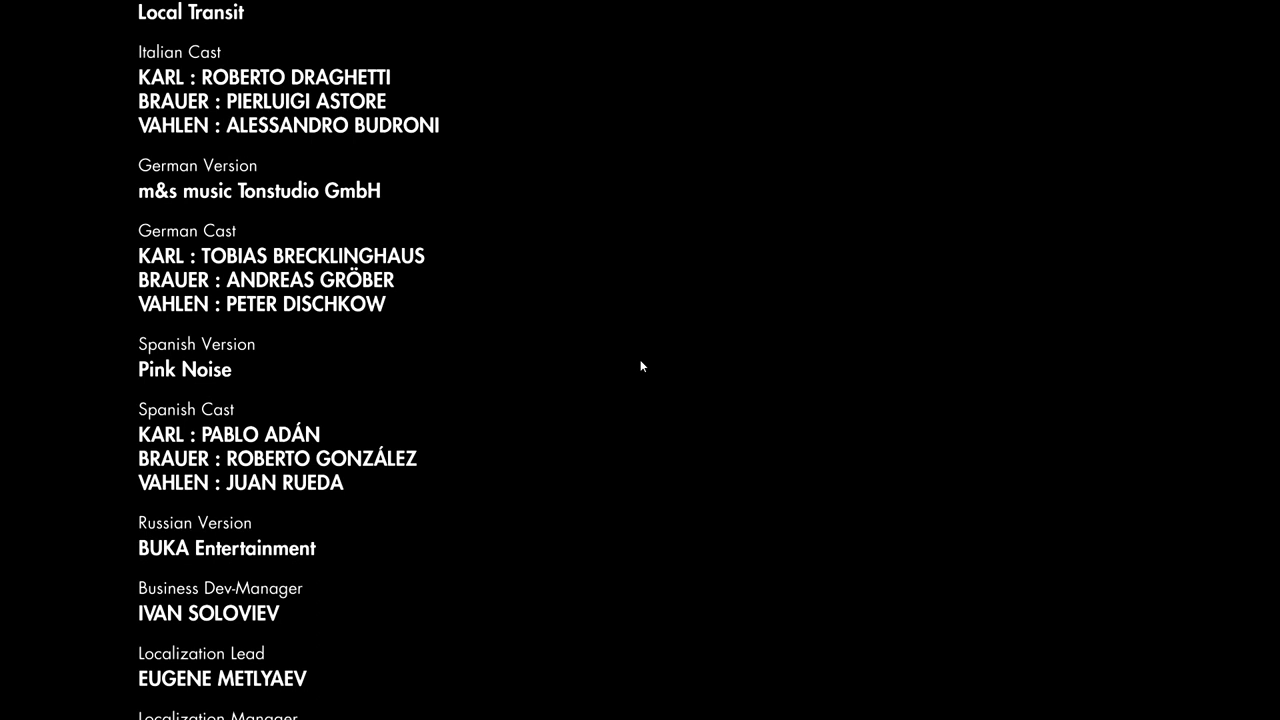 Local Transit
Italian Cast
KARL : ROBERTO DRAGHETTI
BRAUER : PIERLUIGI ASTORE
VAHLEN : ALESSANDRO BUDRONI
German Version
m&s music Tonstudio GmbH
German Cast
KARL : TOBIAS BRECKLINGHAUS
BRAUER : ANDREAS GRÖBER
VAHLEN : PETER DISCHKOW
Spanish Version
Pink Noise
Spanish Cast
KARL : PABLO ADÁN
BRAUER : ROBERTO GONZÁLEZ
VAHLEN : JUAN RUEDA
Russian Version
BUKA Entertainment
Business Dev-Manager
IVAN SOLOVIEV
Localization Lead
EUGENE METLYAEV
Localization Manager